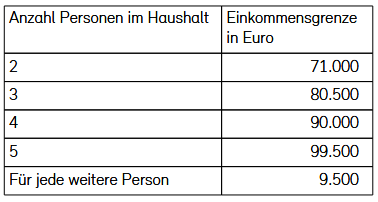 Anzahl Personen im Haushalt Einkommensgrenze
in Euro
2 71.000
3 80.500
4 90.000
5 99.500
Für jede weitere Person 9.500